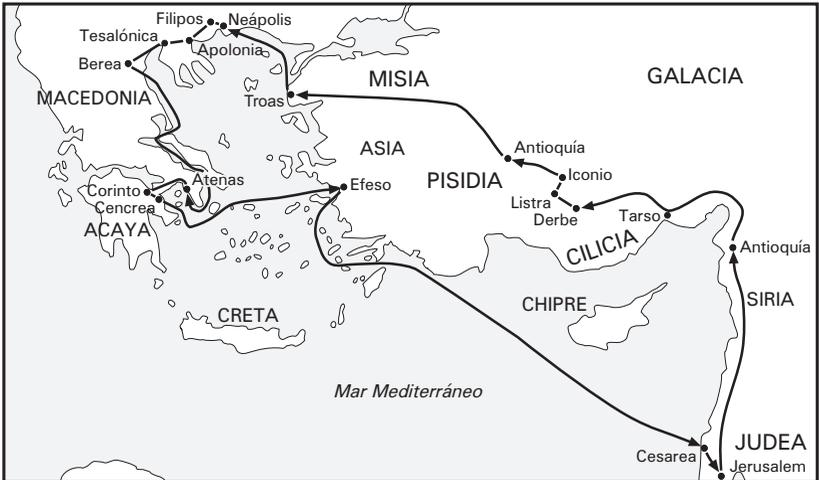 Filipos
Neápolis
Tesalónica
Apolonia
Berea
MACEDONIA
Troas
MISIA
GALACIA
ASIA
Antioquía
PISIDIA
Iconio
Listra
Derbe
Atenas
Corinto
Cencrea
ACAYA
Efeso
Tarso
CILICIA
Antioquía
SIRIA
CHIPRE
CRETA
Mar Mediterráneo
JUDEA
Cesarea
Jerusalem